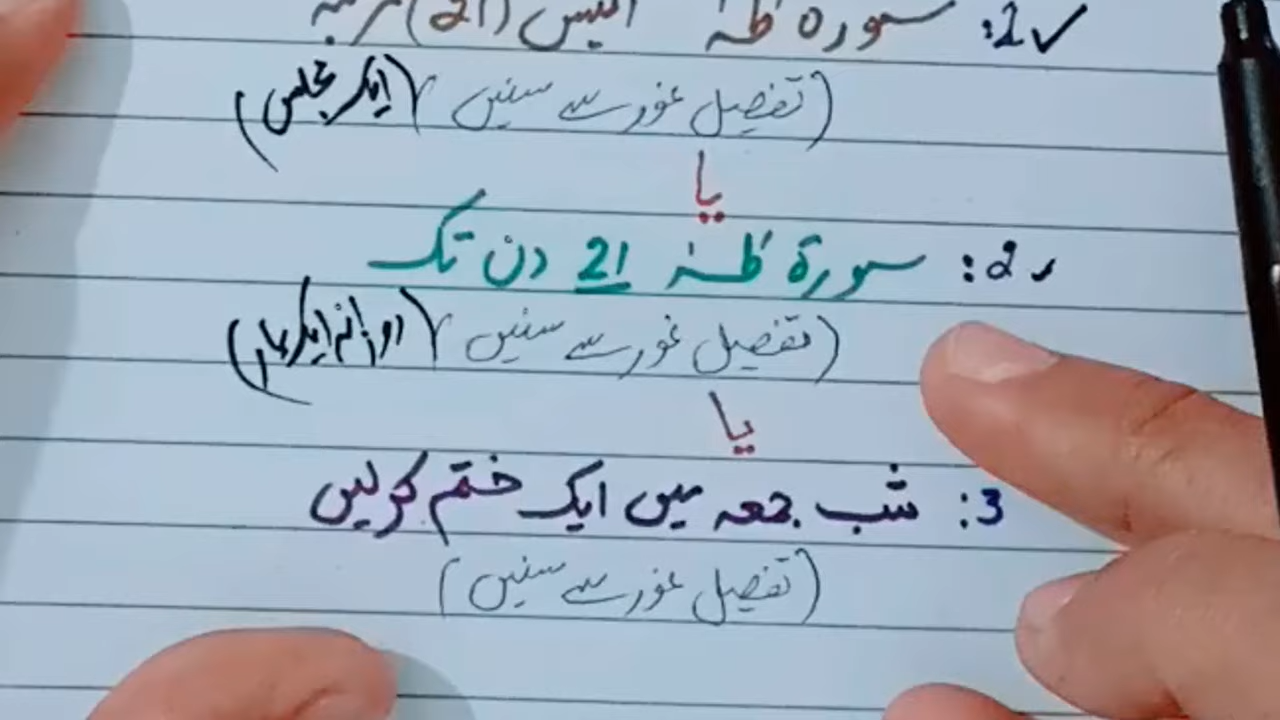 1: سورہ طٰہٰ اکیس (21) مرتبہ
(تفصیل غور سے سنیں) (ایک مجلس)
یا
2: سورۃ طٰہٰ 21 دن تک
(تفصیل غور سے سنیں) (روزانہ ایک بار)
یا
3: شب جمعہ میں ایک ختم کرلیں
(تفصیل غور سے سنیں)